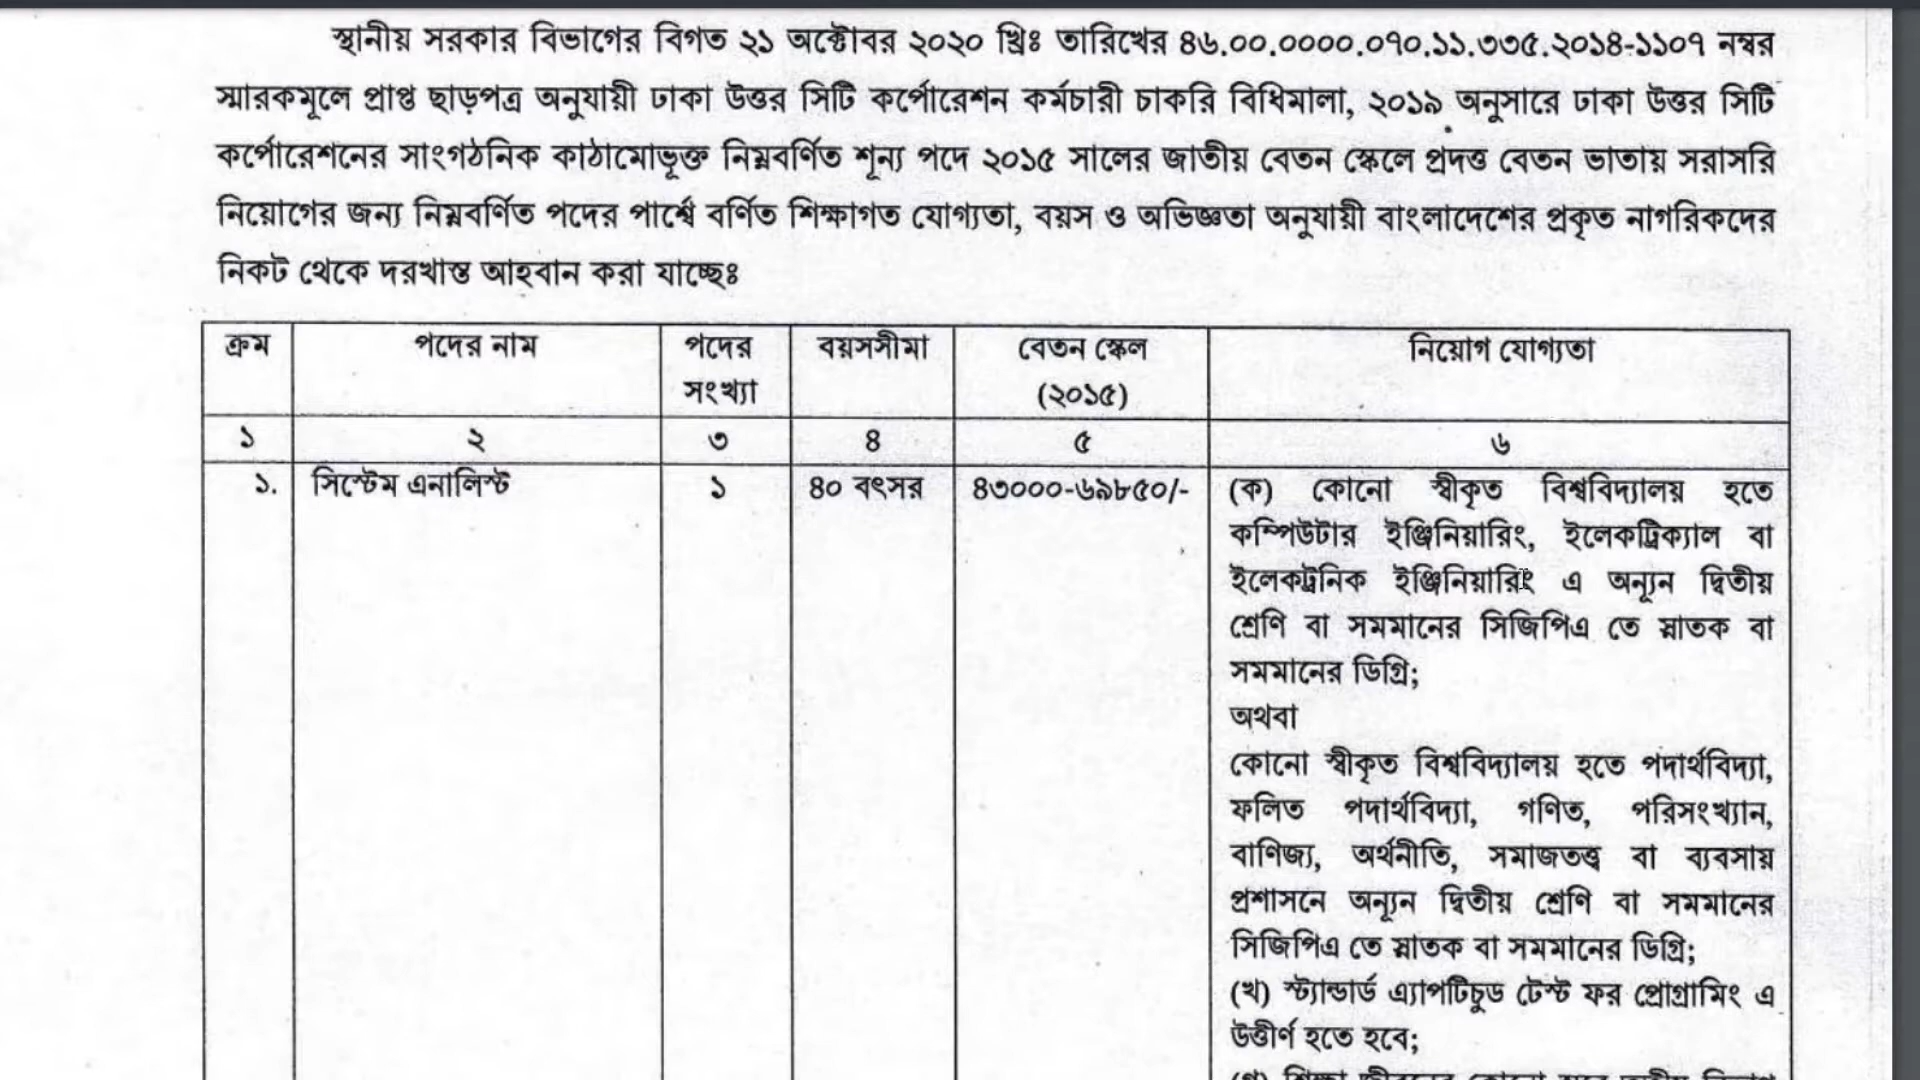 স্থানীয় সরকার বিভাগের বিগত ২১ অক্টোবর ২০২০ খ্রিঃ তারিখের ৪৬.০০.০০০০.০৭০.১১.৩৩৫.২০১৪-১১০৭ নম্বর
স্মারকমূলে প্রাপ্ত ছাড়পত্র অনুযায়ী ঢাকা উত্তর সিটি কর্পোরেশন কর্মচারী চাকরি বিধিমালা, ২০১৯ অনুসারে ঢাকা উত্তর সিটি
কর্পোরেশনের সাংগঠনিক কাঠামোভূক্ত নিম্নবর্ণিত শূন্য পদে ২০১৫ সালের জাতীয় বেতন স্কেলে প্রদত্ত বেতন ভাতায় সরাসরি
নিয়োগের জন্য নিম্নবর্ণিত পদের পার্শ্বে বর্ণিত শিক্ষাগত যোগ্যতা, বয়স ও অভিজ্ঞতা অনুযায়ী বাংলাদেশের প্রকৃত নাগরিকদের
নিকট থেকে দরখাস্ত আহবান করা যাচ্ছেঃ
ক্রম পদের নাম পদের সংখ্যা বয়সসীমা বেতন স্কেল (২০১৫) নিয়োগ যোগ্যতা
১ ২ ৩ ৪ ৫ ৬
১. সিস্টেম এনালিস্ট ১ ৪০ বৎসর ৪৩০০০-৬৯৮৫০/- (ক) কোনো স্বীকৃত বিশ্ববিদ্যালয় হতে
কম্পিউটার ইঞ্জিনিয়ারিং, ইলেকট্রিক্যাল বা
ইলেকট্রনিক ইঞ্জিনিয়ারিং এ অন্যূন দ্বিতীয়
শ্রেণি বা সমমানের সিজিপিএ তে স্নাতক বা
সমমানের ডিগ্রি;
অথবা
কোনো স্বীকৃত বিশ্ববিদ্যালয় হতে পদার্থবিদ্যা,
ফলিত পদার্থবিদ্যা, গণিত, পরিসংখ্যান,
বাণিজ্য, অর্থনীতি, সমাজতত্ত্ব বা ব্যবসায়
প্রশাসনে অন্যূন দ্বিতীয় শ্রেণি বা সমমানের
সিজিপিএ তে স্নাতক বা সমমানের ডিগ্রি;
(খ) স্ট্যান্ডার্ড এ্যাপটিচুড টেস্ট ফর প্রোগ্রামিং এ
উত্তীর্ণ হতে হবে;